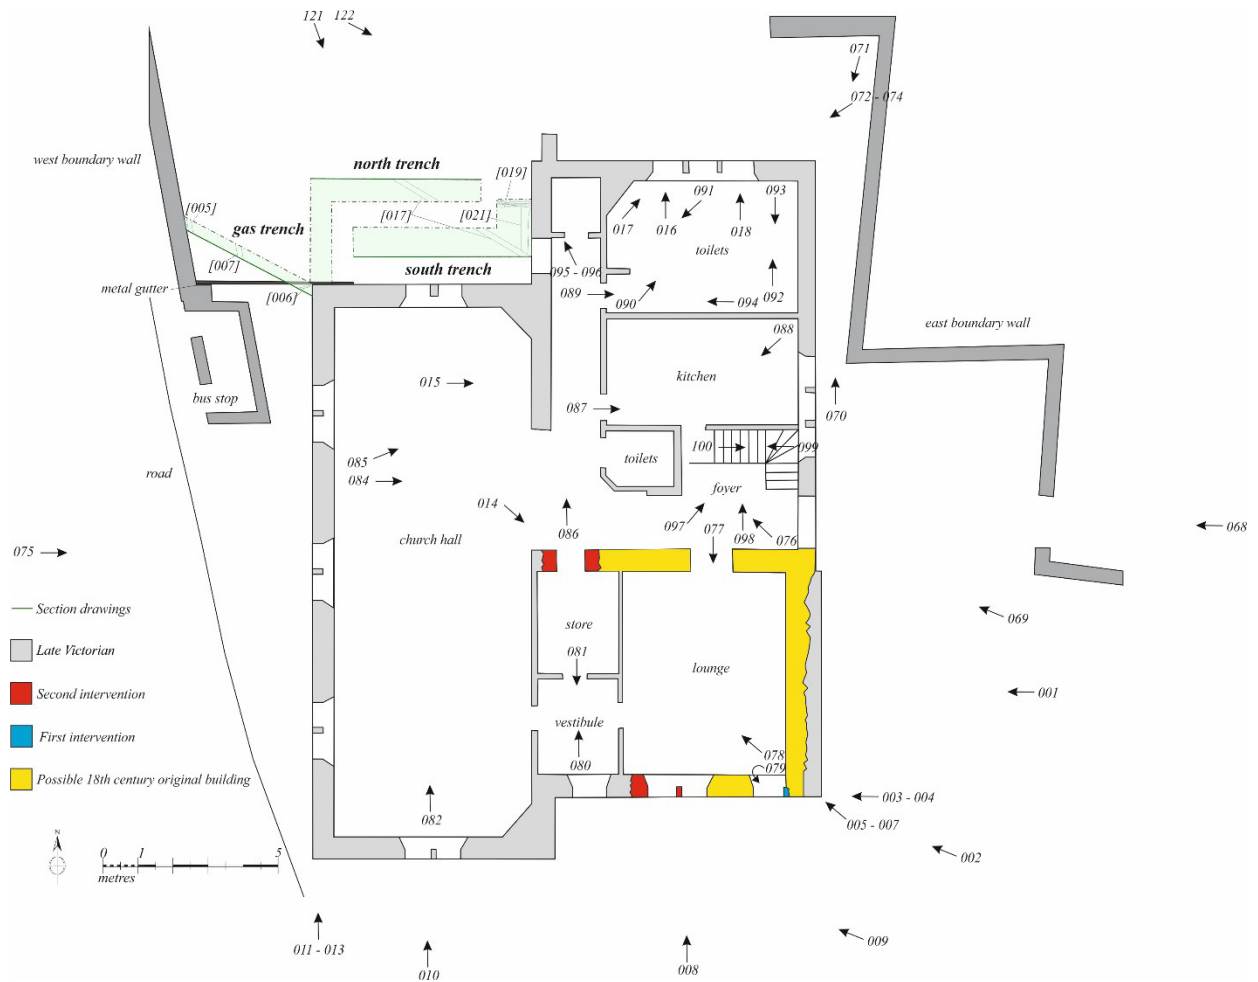 121 122
071
072 - 074
west boundary wall
north trench
[019]
091
093
[005]
gas trench
[017]
[021]
017
016
018
toilets
[007]
south trench
095 - 096
metal gutter
[006]
089
090
094
092
east boundary wall
088
kitchen
015
bus stop
087
070
road
085
084
toilets
100
099
foyer
014
086
097
077
098
076
068
075
church hall
Section drawings
069
Late Victorian
store
081
lounge
001
Second intervention
vestibule
First intervention
078
080
079
Possible 18th century original building
003 - 004
082
005 - 007
N
0 1 5
metres
002
011 - 013
010
008
009